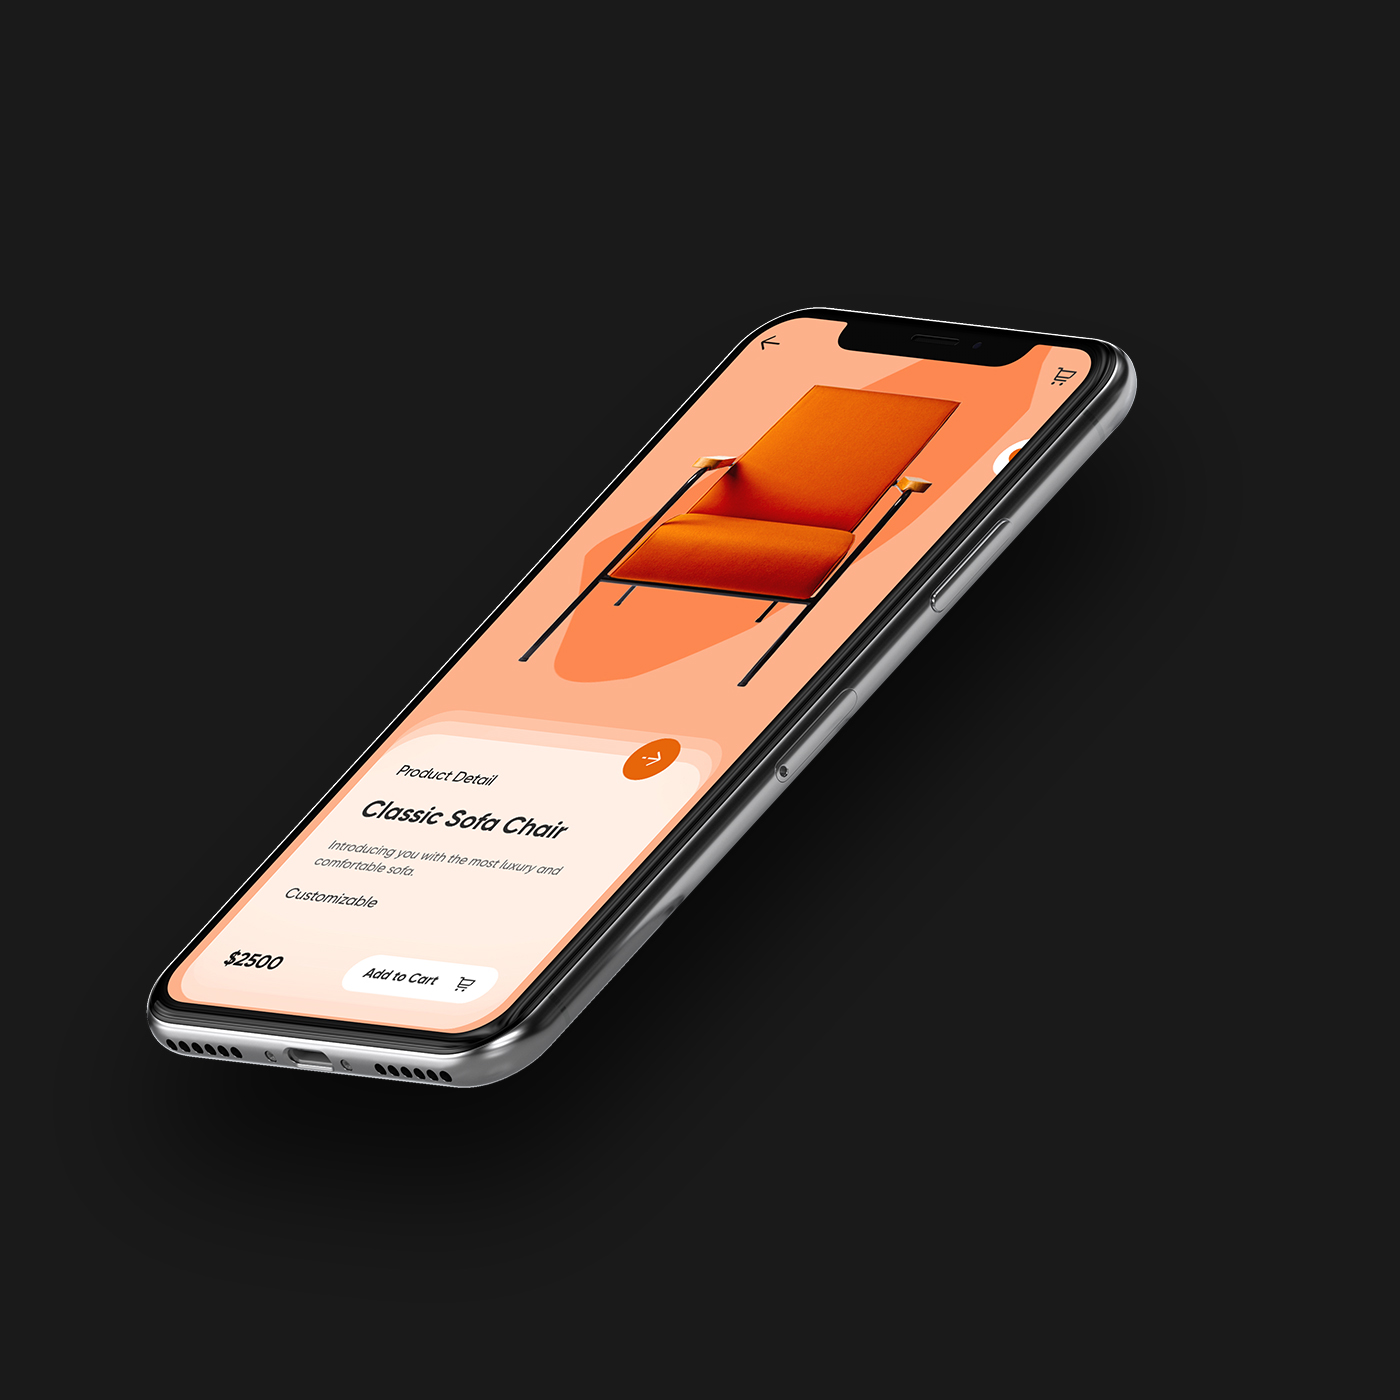 Product Detail
Classic Sofa Chair
Introducing you with the most luxury and
comfortable sofa.
Customizable
$2500
Add to Cart